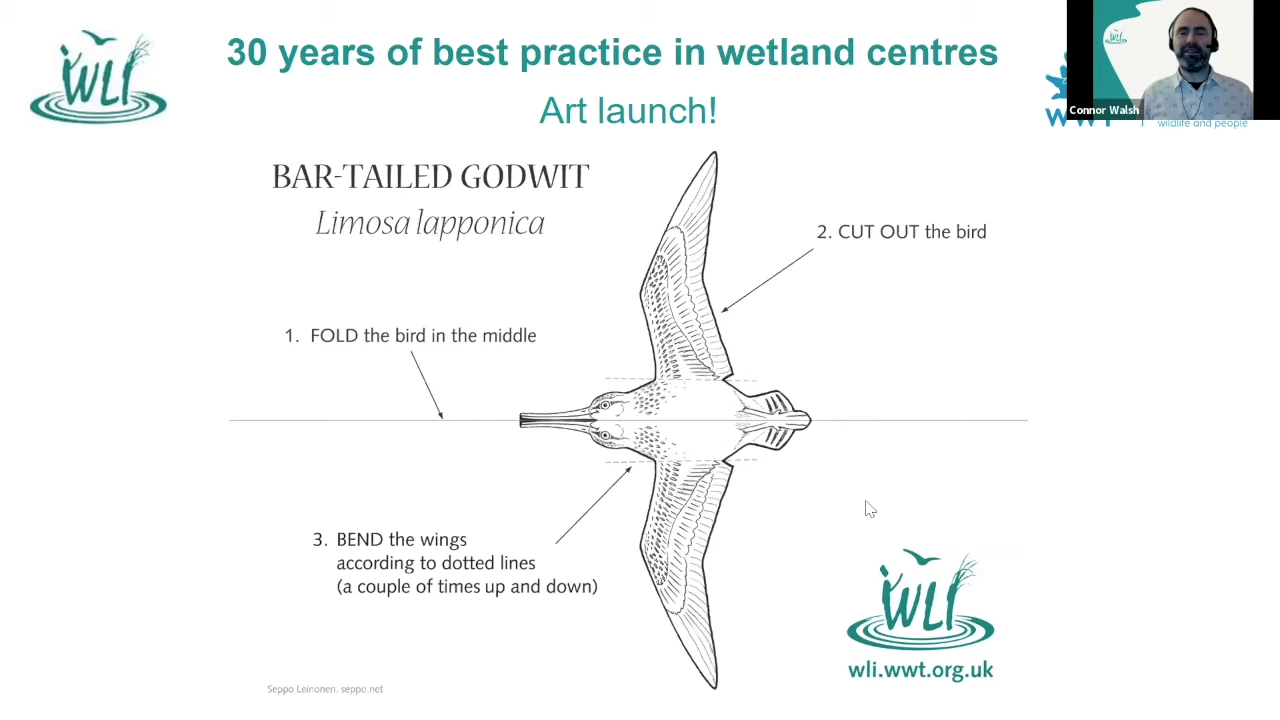 WLI
30 years of best practice in wetland centres
Art launch!
WLI
Connor Walsh
wildlife and people
BAR-TAILED GODWIT
Limosa lapponica
2. CUT OUT the bird
1. FOLD the bird in the middle
3. BEND the wings
according to dotted lines
(a couple of times up and down)
WLI
wli.wwt.org.uk
Seppo Leinonen. seppo.net